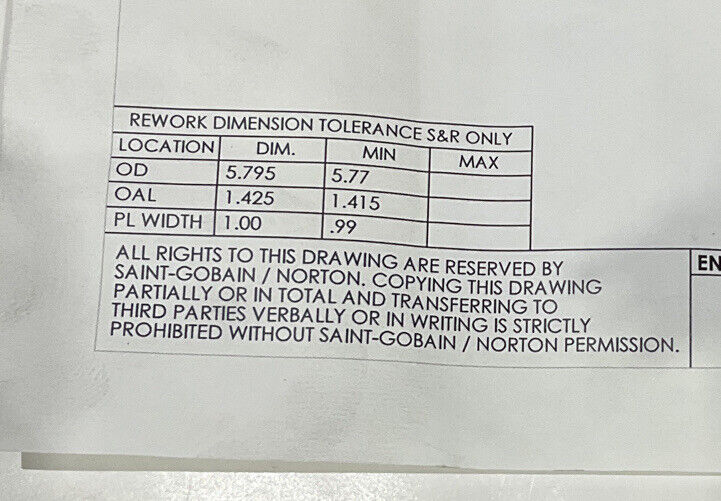 REWORK DIMENSION TOLERANCE S&R ONLY
LOCATION DIM. MIN MAX
OD 5.795 5.77
OAL 1.425 1.415
PL WIDTH 1.00 .99
ALL RIGHTS TO THIS DRAWING ARE RESERVED BY
SAINT-GOBAIN / NORTON. COPYING THIS DRAWING
PARTIALLY OR IN TOTAL AND TRANSFERRING TO
THIRD PARTIES VERBALLY OR IN WRITING IS STRICTLY
PROHIBITED WITHOUT SAINT-GOBAIN / NORTON PERMISSION.
EN